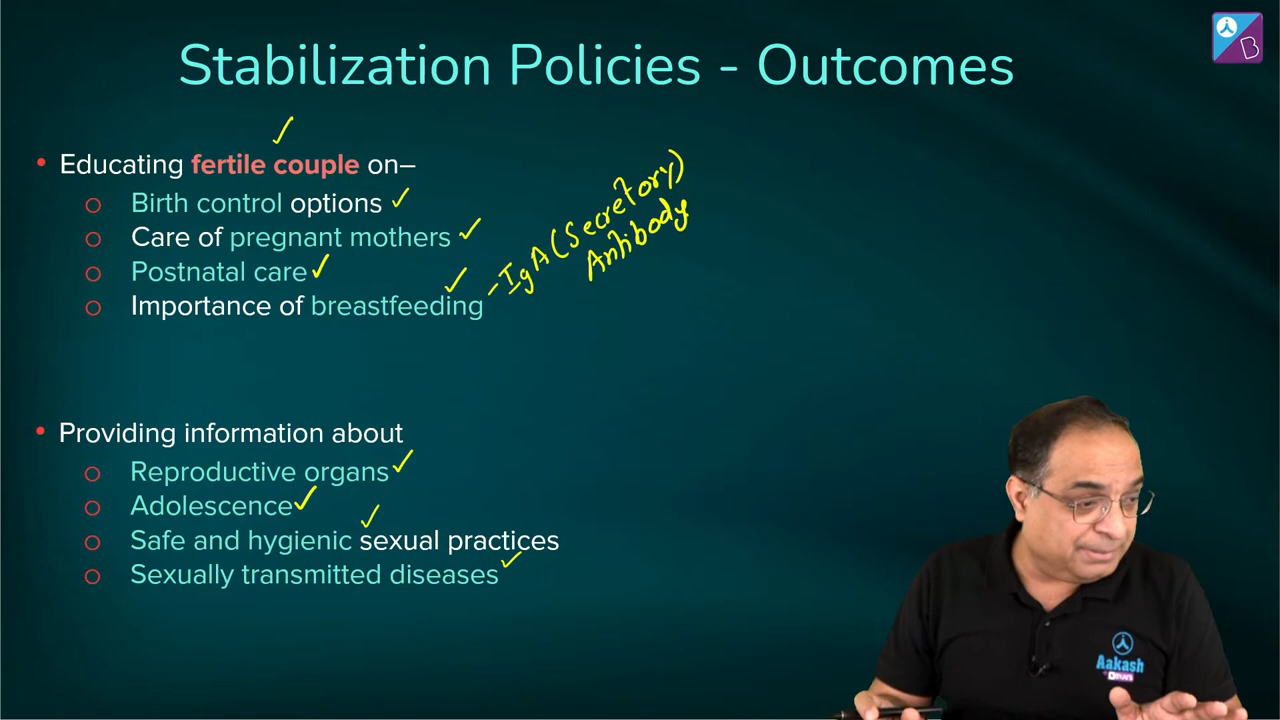 Stabilization Policies - Outcomes
• Educating fertile couple on–
Birth control options
Care of pregnant mothers
Postnatal care
Importance of breastfeeding
- IgA (Secretory)
Antibody
• Providing information about
Reproductive organs
Adolescence
Safe and hygienic sexual practices
Sexually transmitted diseases
B
Aakash